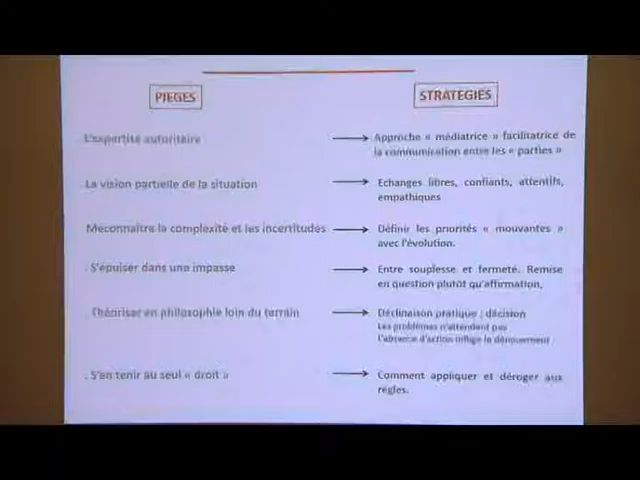 PIEGES
STRATEGIES
L'expertise autoritaire
Approche « médiatrice » facilitatrice de
la communication entre les « parties »
La vision partielle de la situation
Echanges libres, confiants, attentifs,
empathiques
Méconnaitre la complexité et les incertitudes
Définir les priorités « mouvantes »
avec l'évolution.
. S'épuiser dans une impasse
Entre souplesse et fermeté. Remise
en question plutôt qu'affirmation,
. Théoriser en philosophie loin du terrain
Déclinaison pratique : décision
Les problèmes n'attendent pas
l'absence d'action inflige le dénouement
. S'en tenir au seul « droit »
Comment appliquer et déroger aux
règles.